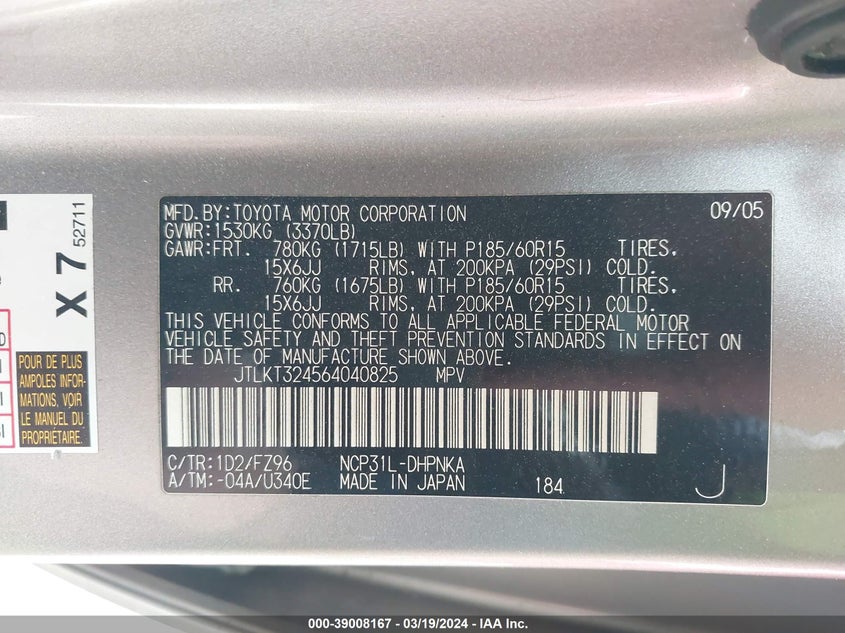 MFD.BY:TOYOTA MOTOR CORPORATION 09/05
GVWR:1530KG (3370LB)
GAWR:FRT. 780KG (1715LB) WITH P185/60R15 TIRES,
15X6JJ RIMS, AT 200KPA (29PSI) COLD.
RR. 760KG (1675LB) WITH P185/60R15 TIRES,
15X6JJ RIMS, AT 200KPA (29PSI) COLD.
THIS VEHICLE CONFORMS TO ALL APPLICABLE FEDERAL MOTOR
VEHICLE SAFETY AND THEFT PREVENTION STANDARDS IN EFFECT ON
THE DATE OF MANUFACTURE SHOWN ABOVE.
JTLKT324564040825 MPV
C/TR:1D2/FZ96 NCP31L-DHPNKA
A/TM:-04A/U340E MADE IN JAPAN 184 J
X 7 52711
POUR DE PLUS
AMPLES INFOR-
MATIONS, VOIR
LE MANUEL DU
PROPRIÉTAIRE.
000-39008167 - 03/19/2024 - IAA Inc.